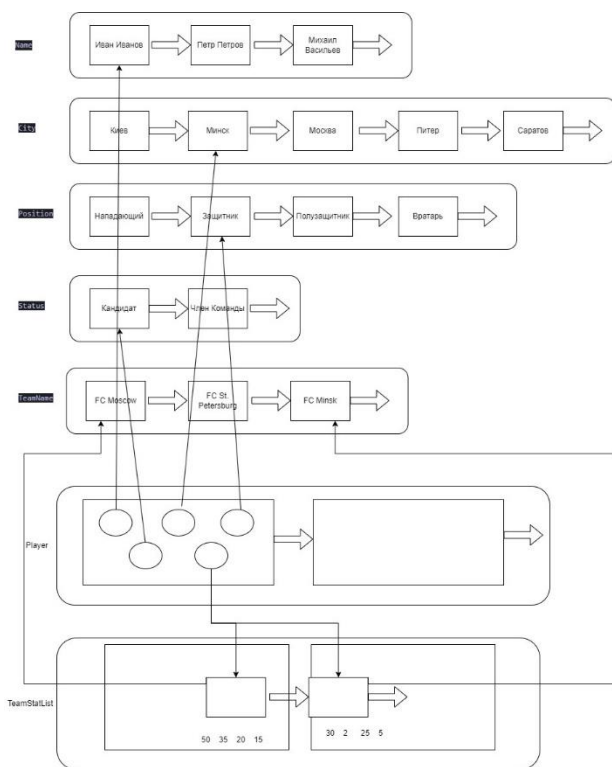 Name
Иван Иванов
Петр Петров
Михаил
Васильев
City
Киев
Минск
Москва
Питер
Саратов
Position
Нападающий
Защитник
Полузащитник
Вратарь
Status
Кандидат
Член Команды
TeamName
FC Moscow
FC St.
Petersburg
FC Minsk
Player
TeamStatList
50 35 20 15
30 2 25 5